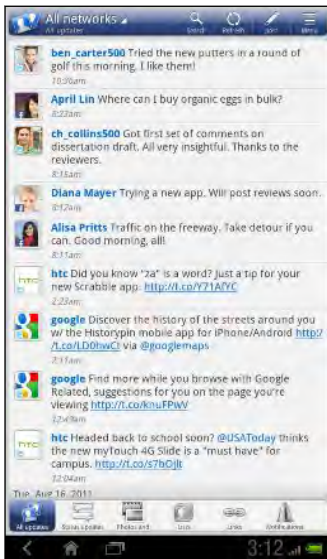 All networks
All updates
Search Refresh Menu
ben_carter500 Tried the new putters in a round of
golf this morning. I like them!
10:30am
April Lin Where can I buy organic eggs in bulk?
8:22am
ch_collins500 Got first set of comments on
dissertation draft. All very insightful. Thanks to the
reviewers.
8:18am
Diana Mayer Trying a new app. Will post reviews soon.
8:12am
Alisa Pritts Traffic on the freeway. Take detour if you
can. Good morning, all!
8:11am
htc Did you know "za" is a word? Just a tip for your
new Scrabble app. http://t.co/Y71AfYC
2:23am
google Discover the history of the streets around you
w/ the Historypin mobile app for iPhone/Android http:/
/t.co/LD0hwCI via @googlemaps
2:11am
google Find more while you browse with Google
Related, suggestions for you on the page you're
viewing http://t.co/knuFPwV
12:49am
htc Headed back to school soon? @USAToday thinks
the new myTouch 4G Slide is a "must have" for
campus. http://t.co/s7bOjlt
12:04am
Tue, Aug 16, 2011
All updates Status updates Photos and Links Notifications
3:12